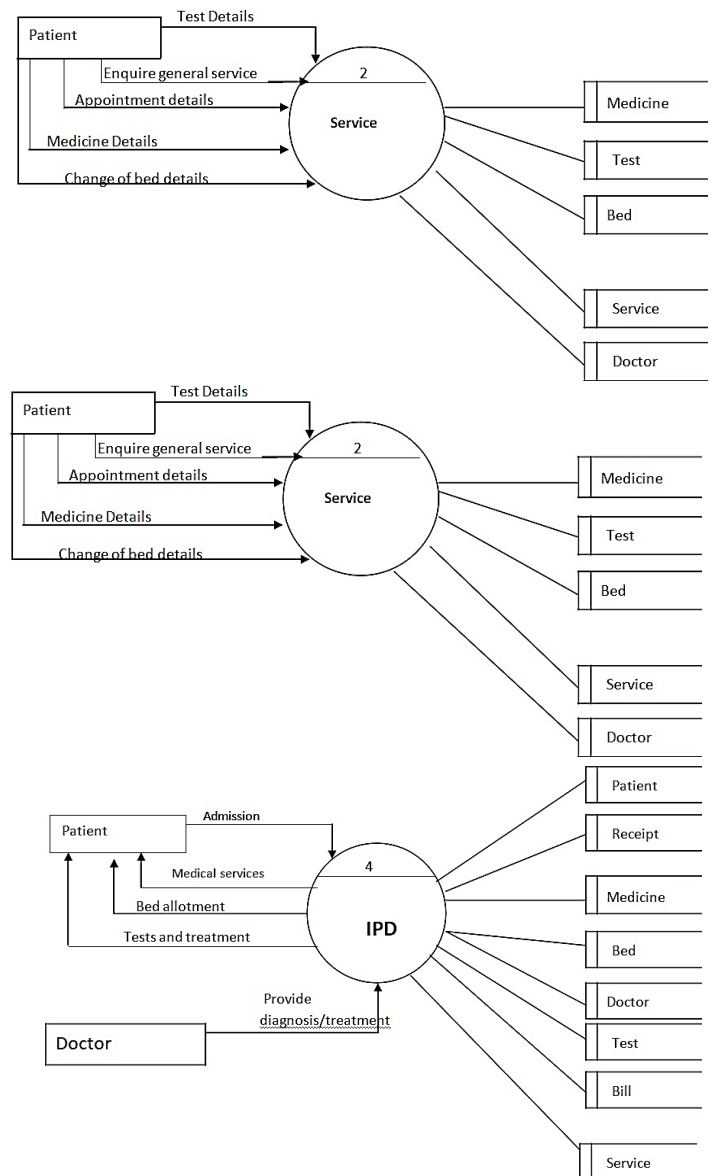 Test Details
Patient
Enquire general service
2
Appointment details
Service
Medicine Details
Change of bed details
Medicine
Test
Bed
Service
Doctor
Test Details
Patient
Enquire general service
2
Appointment details
Service
Medicine Details
Change of bed details
Medicine
Test
Bed
Service
Doctor
Admission
Patient
4
Medical services
Bed allotment
IPD
Tests and treatment
Provide
diagnosis/treatment
Doctor
Patient
Receipt
Medicine
Bed
Doctor
Test
Bill
Service